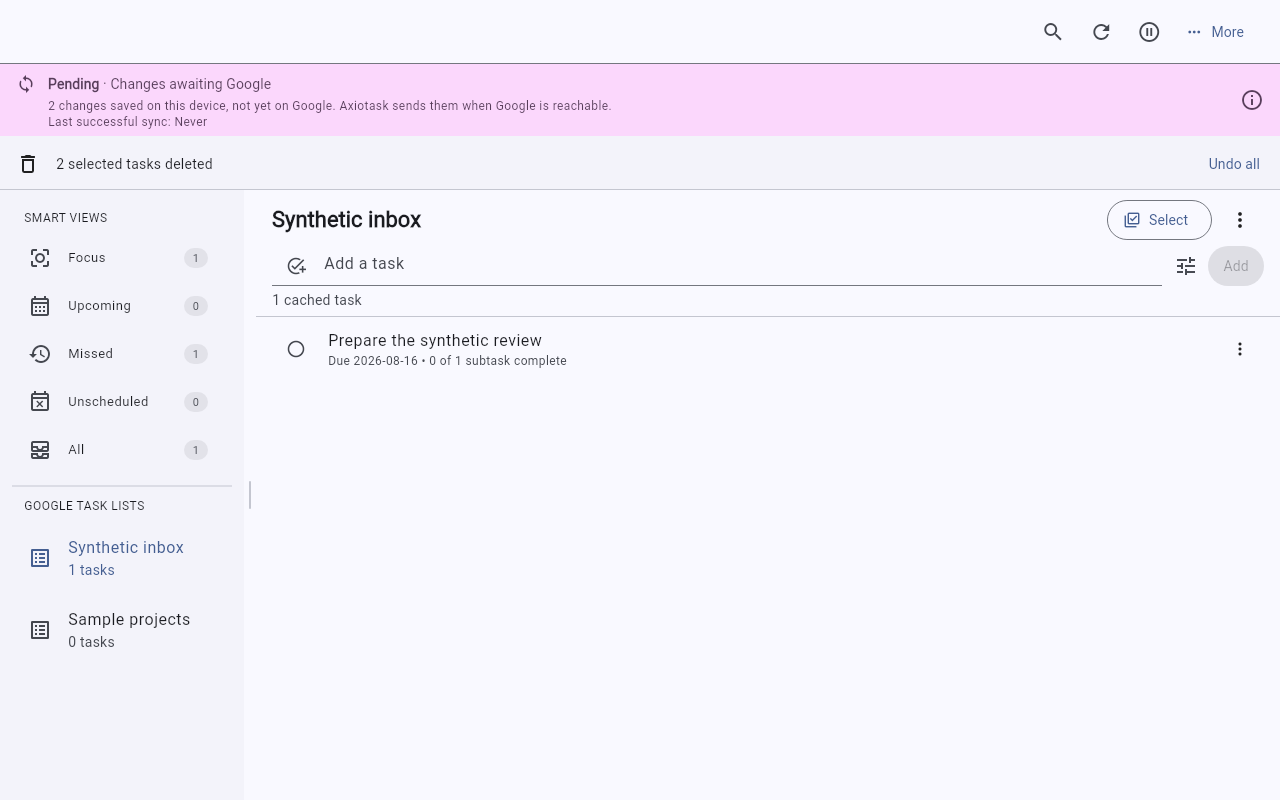 More
Pending · Changes awaiting Google
2 changes saved on this device, not yet on Google. Axiotask sends them when Google is reachable.
Last successful sync: Never
2 selected tasks deleted
Undo all
SMART VIEWS
Focus 1
Upcoming 0
Missed 1
Unscheduled 0
All 1
GOOGLE TASK LISTS
Synthetic inbox
1 tasks
Sample projects
0 tasks
Synthetic inbox
Select
Add a task
Add
1 cached task
Prepare the synthetic review
Due 2026-08-16 • 0 of 1 subtask complete